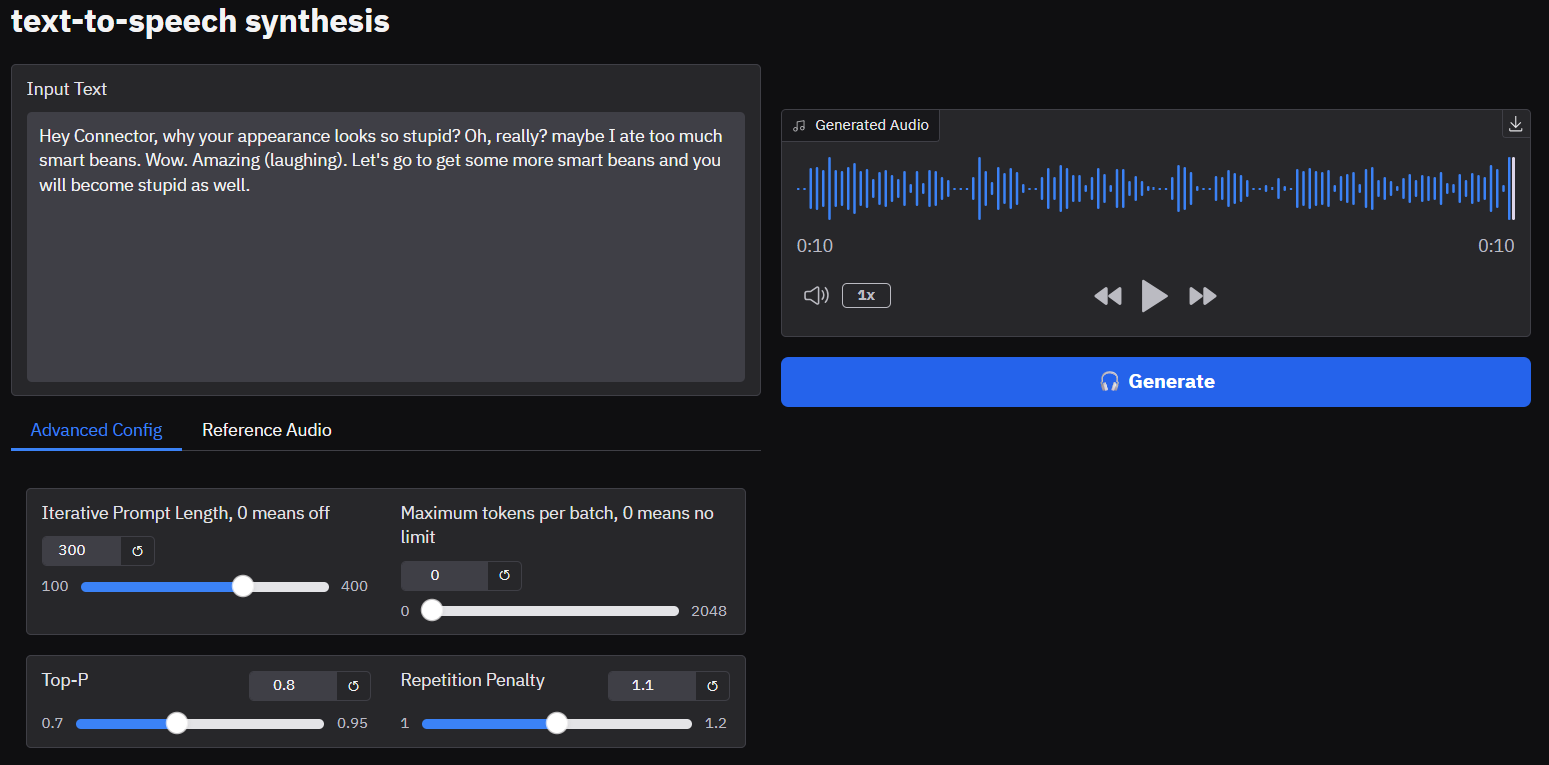 text-to-speech synthesis
Input Text
Hey Connector, why your appearance looks so stupid? Oh, really? maybe I ate too much
smart beans. Wow. Amazing (laughing). Let's go to get some more smart beans and you
will become stupid as well.
Generated Audio
0:10
0:10
1x
Generate
Advanced Config
Reference Audio
Iterative Prompt Length, 0 means off
300
100
400
Maximum tokens per batch, 0 means no
limit
0
0
2048
Top-P
0.8
0.7
0.95
Repetition Penalty
1.1
1
1.2